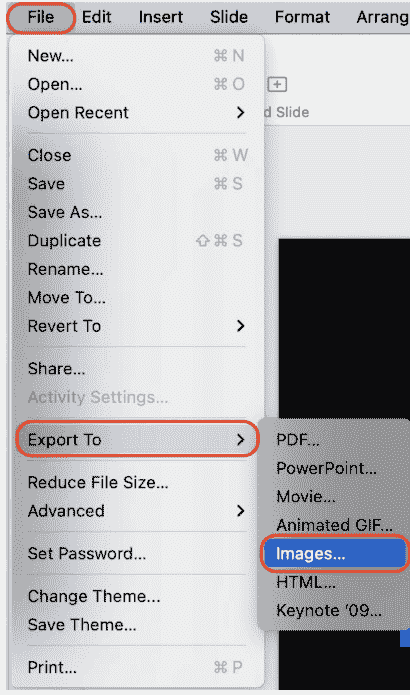 File Edit Insert Slide Format Arrang
New... ⌘ N
Open... ⌘ O
Open Recent
d Slide
Close ⌘ W
Save ⌘ S
Save As...
Duplicate ⇧ ⌘ S
Rename...
Move To...
Revert To
Share...
Activity Settings...
Export To
PDF...
PowerPoint...
Movie...
Animated GIF...
Images...
HTML...
Keynote ‘09...
Reduce File Size...
Advanced
Set Password...
Change Theme...
Save Theme...
Print... ⌘ P